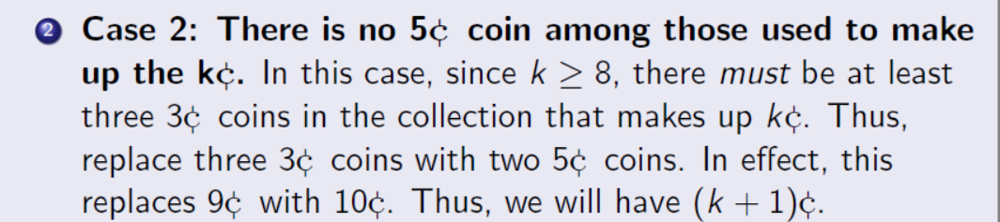 2 Case 2: There is no 5¢ coin among those used to make
up the k¢. In this case, since k ≥ 8, there must be at least
three 3¢ coins in the collection that makes up k¢. Thus,
replace three 3¢ coins with two 5¢ coins. In effect, this
replaces 9¢ with 10¢. Thus, we will have (k + 1)¢.